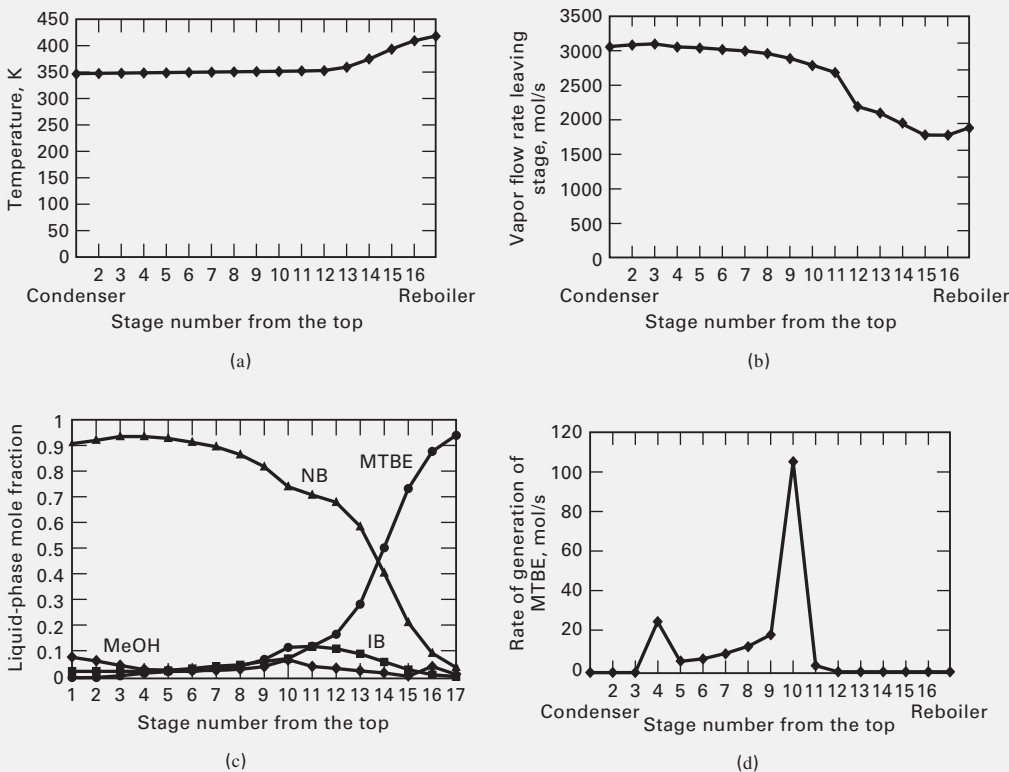 Temperature, K
450
400
350
300
250
200
150
100
50
0
2 3 4 5 6 7 8 9 10 11 12 13 14 15 16
Condenser Reboiler
Stage number from the top
(a)
Vapor flow rate leaving
stage, mol/s
3500
3000
2500
2000
1500
1000
500
0
2 3 4 5 6 7 8 9 10 11 12 13 14 15 16
Condenser Reboiler
Stage number from the top
(b)
Liquid-phase mole fraction
1
0.9
0.8
0.7
0.6
0.5
0.4
0.3
0.2
0.1
0
MTBE
NB
MeOH
IB
1 2 3 4 5 6 7 8 9 10 11 12 13 14 15 16 17
Stage number from the top
(c)
Rate of generation of
MTBE, mol/s
120
100
80
60
40
20
0
2 3 4 5 6 7 8 9 10 11 12 13 14 15 16
Condenser Reboiler
Stage number from the top
(d)